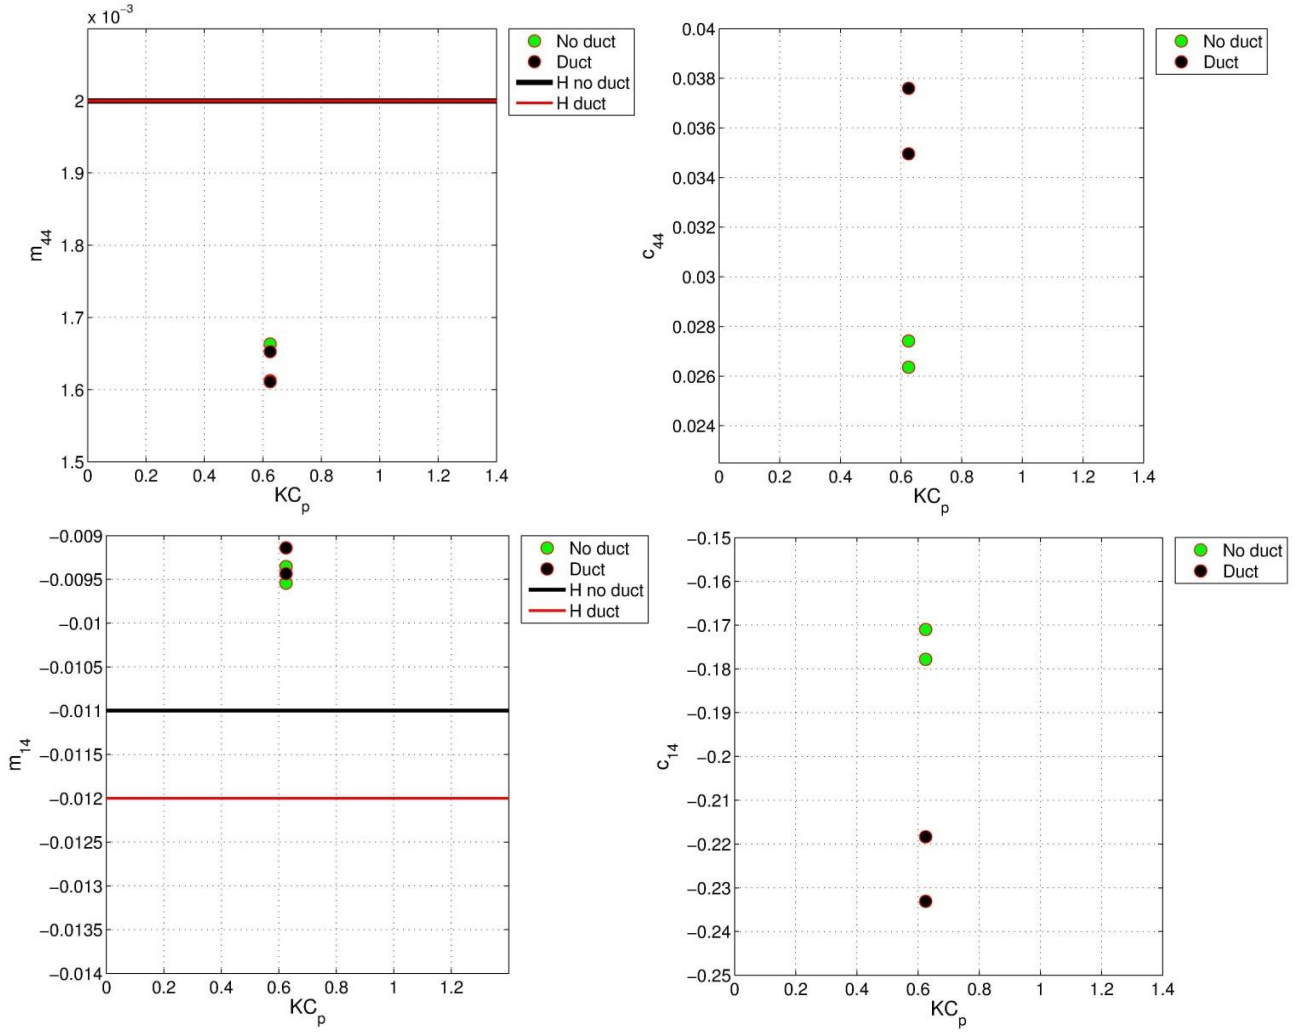 x 10⁻³
2
1.9
1.8
1.7
1.6
1.5
m₄₄
0 0.2 0.4 0.6 0.8 1 1.2 1.4
KCₚ
No duct
Duct
H no duct
H duct
0.04
0.038
0.036
0.034
0.032
0.03
0.028
0.026
0.024
c₄₄
0 0.2 0.4 0.6 0.8 1 1.2 1.4
KCₚ
No duct
Duct
−0.009
−0.0095
−0.01
−0.0105
−0.011
−0.0115
−0.012
−0.0125
−0.013
−0.0135
−0.014
m₁₄
0 0.2 0.4 0.6 0.8 1 1.2
KCₚ
No duct
Duct
H no duct
H duct
−0.15
−0.16
−0.17
−0.18
−0.19
−0.2
−0.21
−0.22
−0.23
−0.24
−0.25
c₁₄
0 0.2 0.4 0.6 0.8 1 1.2 1.4
KCₚ
No duct
Duct